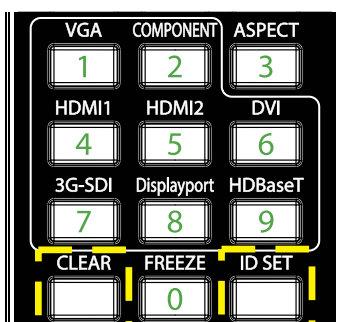 VGA COMPONENT ASPECT
1 2 3
HDMI1 HDMI2 DVI
4 5 6
3G-SDI Displayport HDBaseT
7 8 9
CLEAR FREEZE ID SET
0